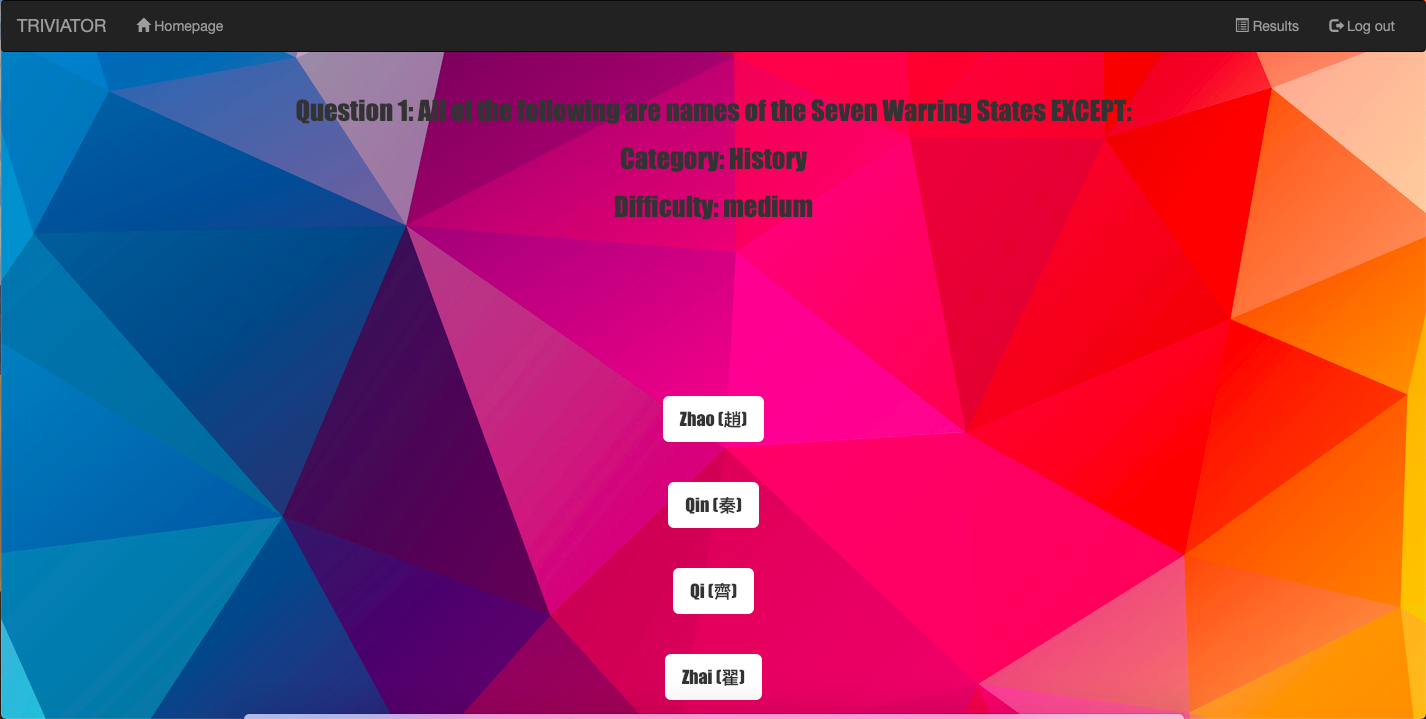 TRIVIATOR Homepage Results Log out
Question 1: All of the following are names of the Seven Warring States EXCEPT:
Category: History
Difficulty: medium
Zhao (趙)
Qin (秦)
Qi (齊)
Zhai (翟)